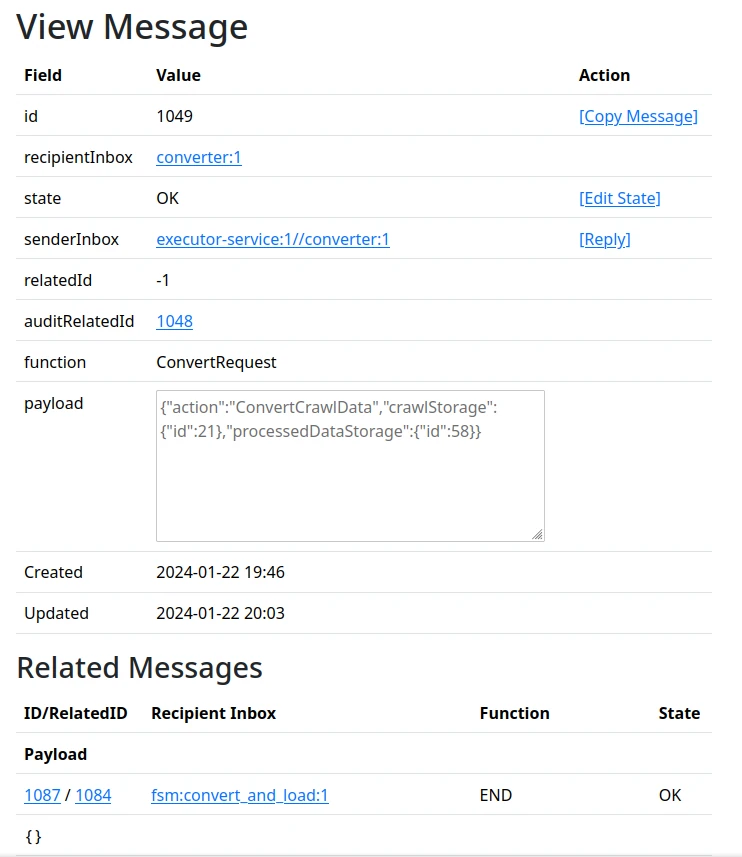 View Message
Field Value Action
id 1049 [Copy Message]
recipientInbox converter:1
state OK [Edit State]
senderInbox executor-service:1//converter:1 [Reply]
relatedId -1
auditRelatedId 1048
function ConvertRequest
payload {"action":"ConvertCrawlData","crawlStorage":
{"id":21},"processedDataStorage":{"id":58}}
Created 2024-01-22 19:46
Updated 2024-01-22 20:03
Related Messages
ID/RelatedID Recipient Inbox Function State
Payload
1087 / 1084 fsm:convert_and_load:1 END OK
{}